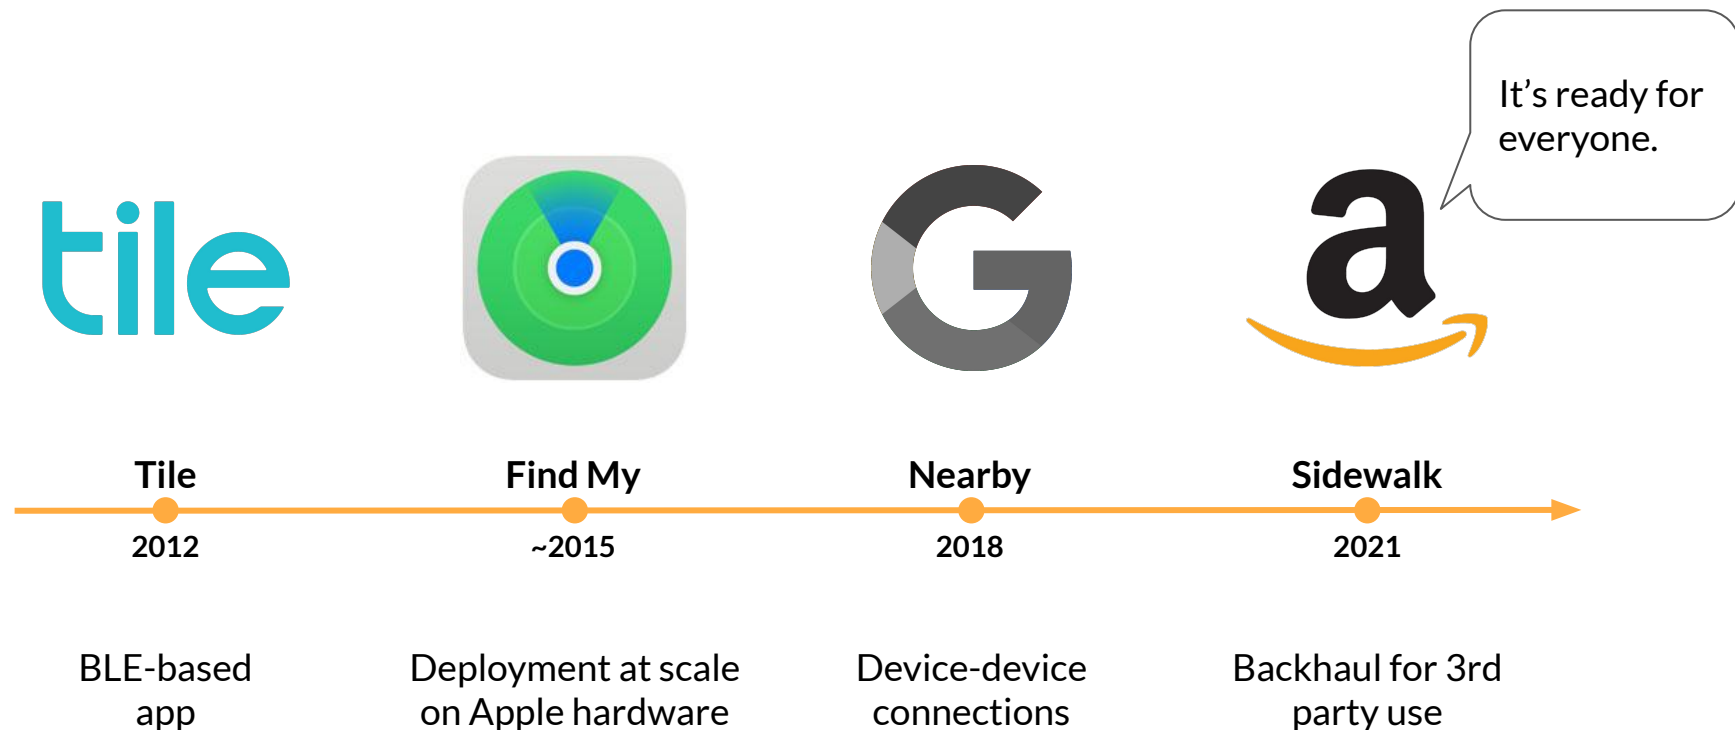 It's ready for
everyone.
tile
G
a
Tile
Find My
Nearby
Sidewalk
2012
~2015
2018
2021
BLE-based
app
Deployment at scale
on Apple hardware
Device-device
connections
Backhaul for 3rd
party use